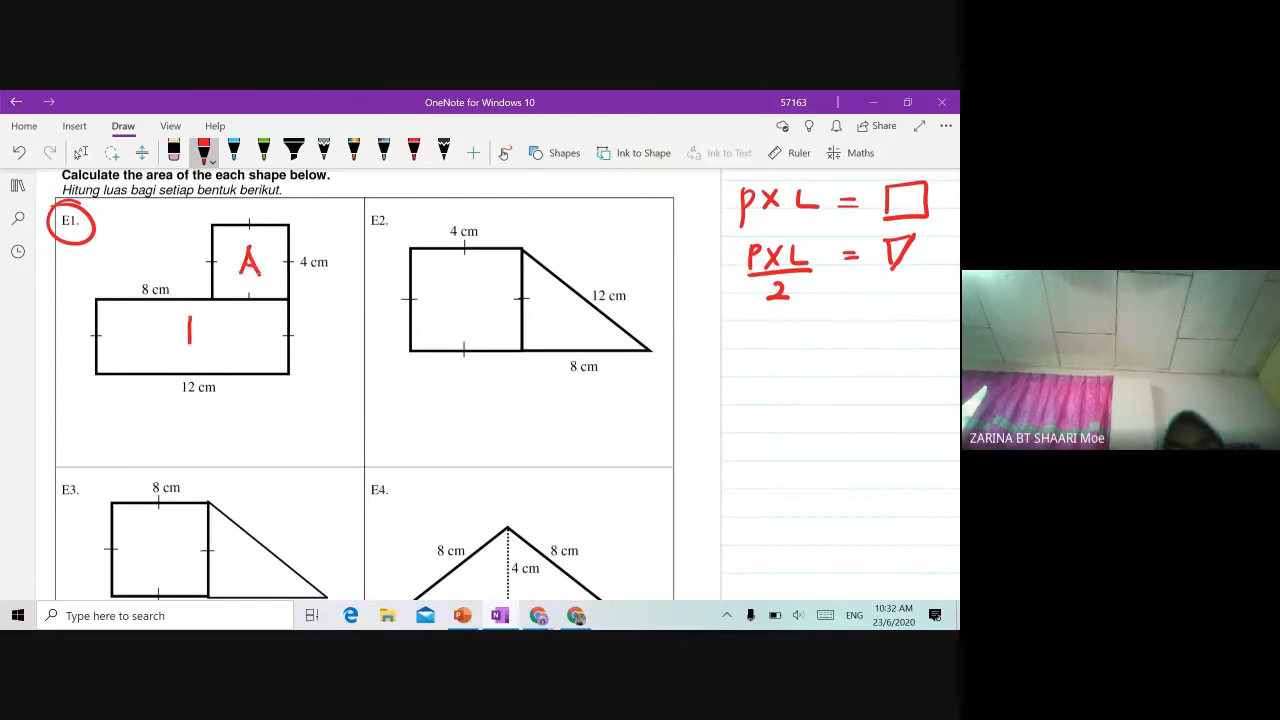 OneNote for Windows 10
57163
Home Insert Draw View Help
Share
Shapes Ink to Shape Ink to Text Ruler Maths
Calculate the area of the each shape below.
Hitung luas bagi setiap bentuk berikut.
E1.
A
4 cm
8 cm
I
12 cm
E2.
4 cm
12 cm
8 cm
E3.
8 cm
E4.
8 cm
8 cm
4 cm
P X L =
P X L =
2
ZARINA BT SHAARI Moe
Type here to search
ENG
10:32 AM
23/6/2020